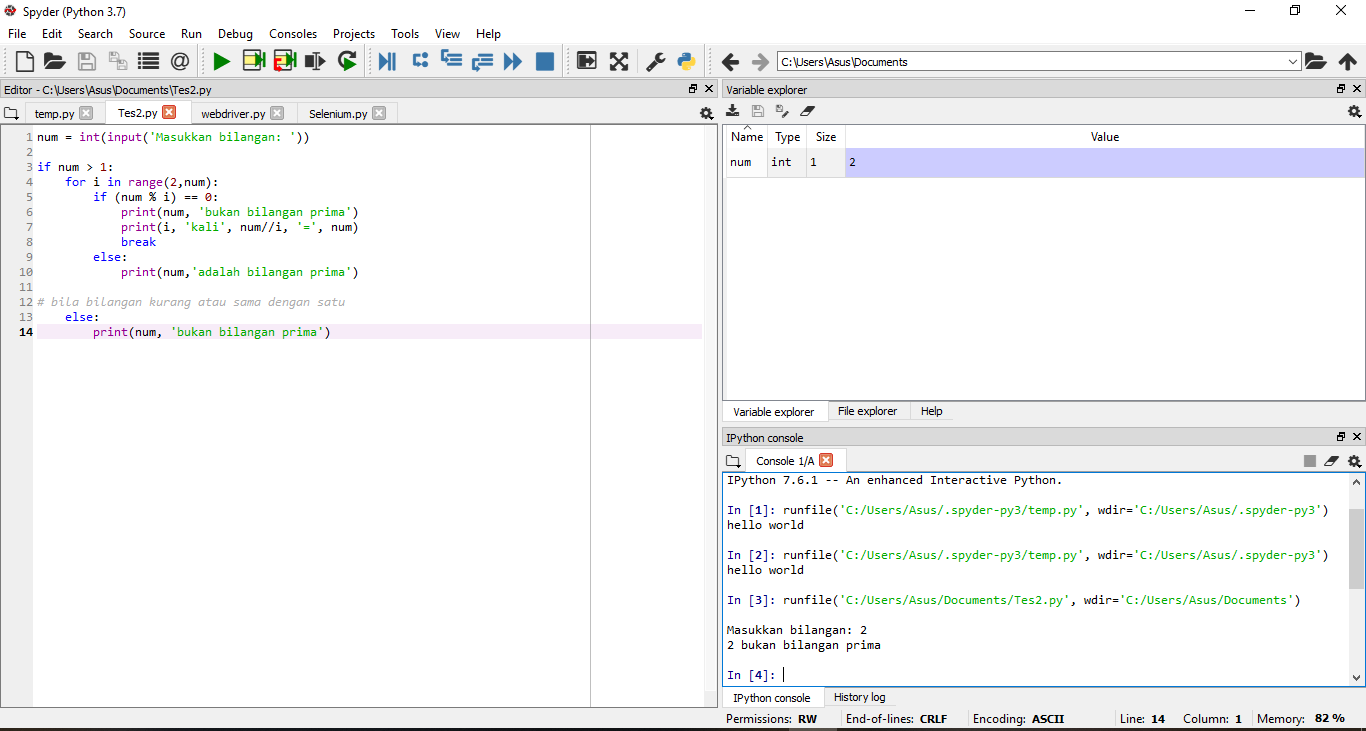 Spyder (Python 3.7)
File Edit Search Source Run Debug Consoles Projects Tools View Help
C:\Users\Asus\Documents
Editor - C:\Users\Asus\Documents\Tes2.py
temp.py Tes2.py webdriver.py Selenium.py
1 num = int(input('Masukkan bilangan: '))
2
3 if num > 1:
4     for i in range(2,num):
5         if (num % i) == 0:
6             print(num, 'bukan bilangan prima')
7             print(i, 'kali', num//i, '=', num)
8             break
9         else:
10             print(num,'adalah bilangan prima')
11
12 # bila bilangan kurang atau sama dengan satu
13     else:
14         print(num, 'bukan bilangan prima')
Variable explorer
Name Type Size Value
num int 1 2
Variable explorer File explorer Help
IPython console
Console 1/A
IPython 7.6.1 -- An enhanced Interactive Python.
In [1]: runfile('C:/Users/Asus/.spyder-py3/temp.py', wdir='C:/Users/Asus/.spyder-py3')
hello world
In [2]: runfile('C:/Users/Asus/.spyder-py3/temp.py', wdir='C:/Users/Asus/.spyder-py3')
hello world
In [3]: runfile('C:/Users/Asus/Documents/Tes2.py', wdir='C:/Users/Asus/Documents')
Masukkan bilangan: 2
2 bukan bilangan prima
In [4]:
IPython console History log
Permissions: RW End-of-lines: CRLF Encoding: ASCII Line: 14 Column: 1 Memory: 82 %